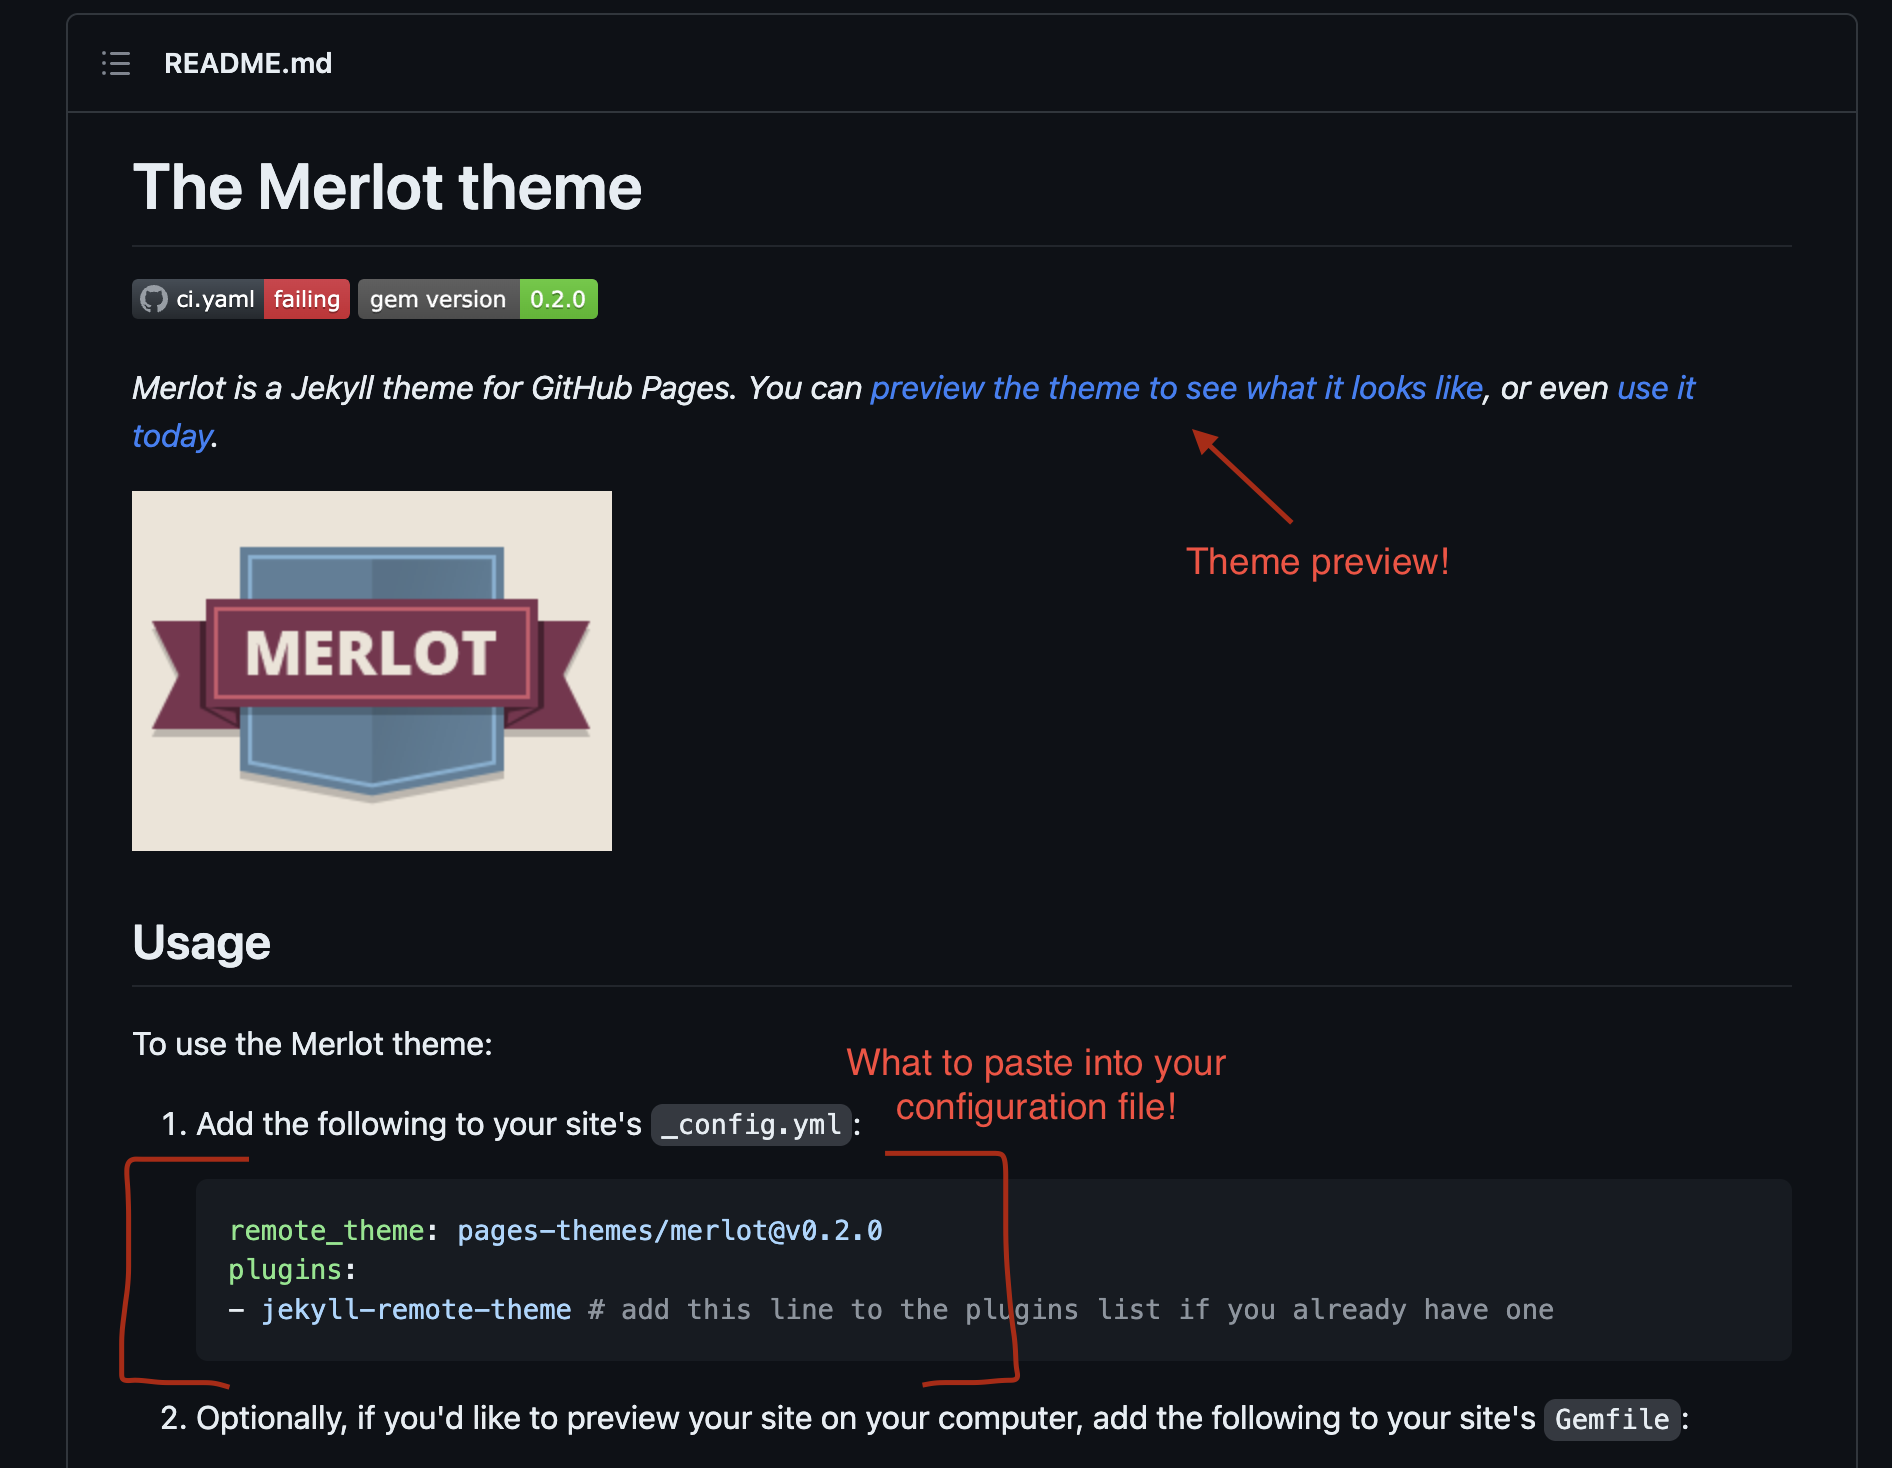 README.md
The Merlot theme
ci.yaml failing gem version 0.2.0
Merlot is a Jekyll theme for GitHub Pages. You can preview the theme to see what it looks like, or even use it
today.
Theme preview!
MERLOT
Usage
To use the Merlot theme:
What to paste into your
configuration file!
1. Add the following to your site's _config.yml:
remote_theme: pages-themes/merlot@v0.2.0
plugins:
- jekyll-remote-theme # add this line to the plugins list if you already have one
2. Optionally, if you'd like to preview your site on your computer, add the following to your site's Gemfile: